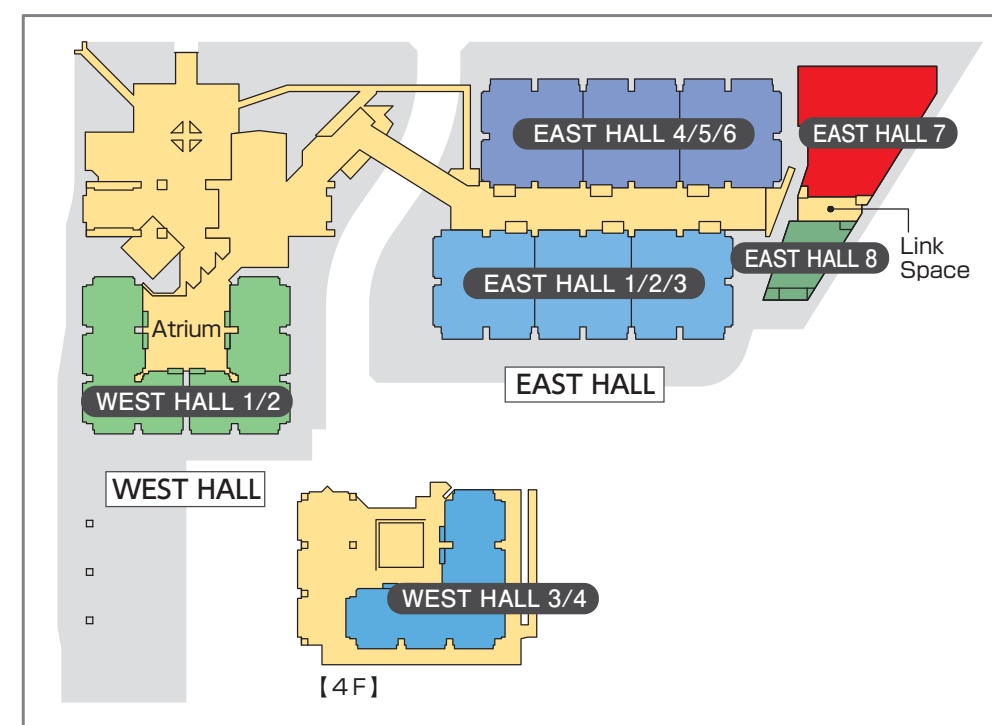 EAST HALL 4/5/6
EAST HALL 7
Link
Space
EAST HALL 8
EAST HALL 1/2/3
Atrium
EAST HALL
WEST HALL 1/2
WEST HALL
WEST HALL 3/4
【4F】